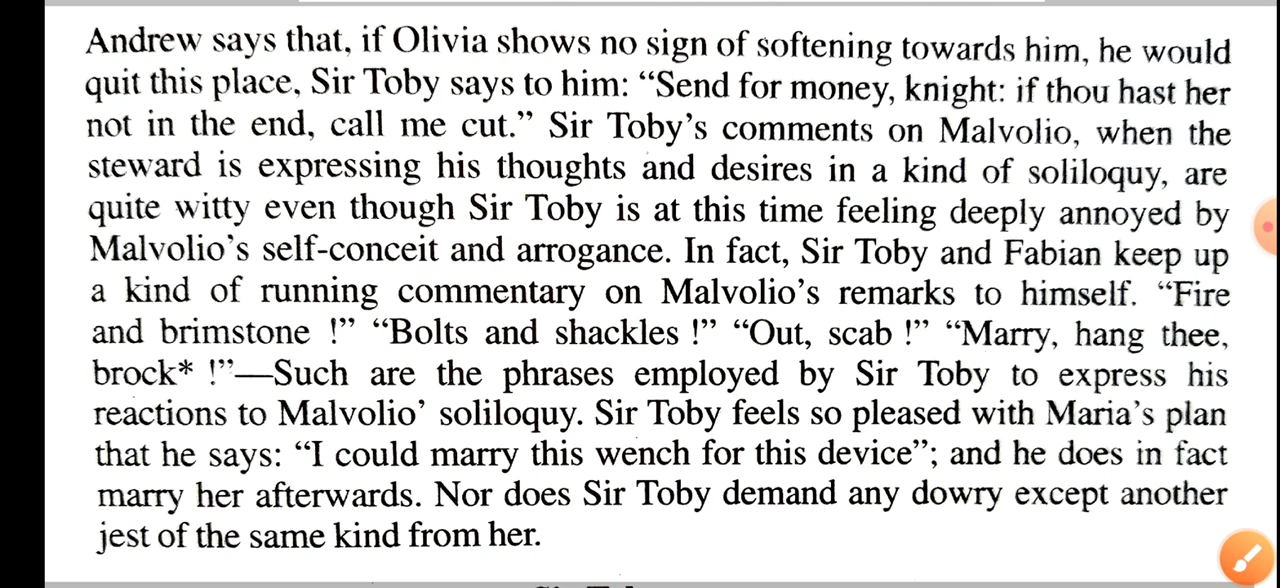 Andrew says that, if Olivia shows no sign of softening towards him, he would
quit this place, Sir Toby says to him: “Send for money, knight: if thou hast her
not in the end, call me cut.” Sir Toby’s comments on Malvolio, when the
steward is expressing his thoughts and desires in a kind of soliloquy, are
quite witty even though Sir Toby is at this time feeling deeply annoyed by
Malvolio’s self-conceit and arrogance. In fact, Sir Toby and Fabian keep up
a kind of running commentary on Malvolio’s remarks to himself. “Fire
and brimstone !” “Bolts and shackles !” “Out, scab !” “Marry, hang thee,
brock* !”—Such are the phrases employed by Sir Toby to express his
reactions to Malvolio’ soliloquy. Sir Toby feels so pleased with Maria’s plan
that he says: “I could marry this wench for this device”; and he does in fact
marry her afterwards. Nor does Sir Toby demand any dowry except another
jest of the same kind from her.